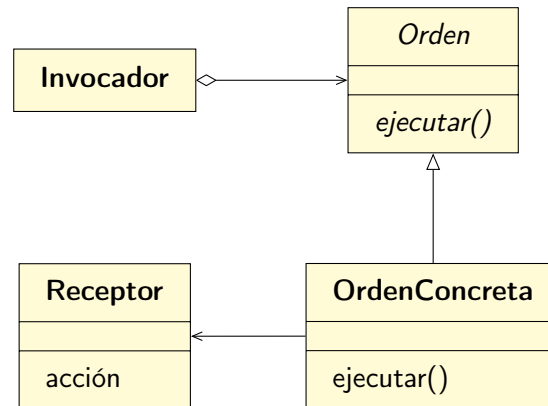 Invocador
Orden
ejecutar()
Receptor
acción
OrdenConcreta
ejecutar()